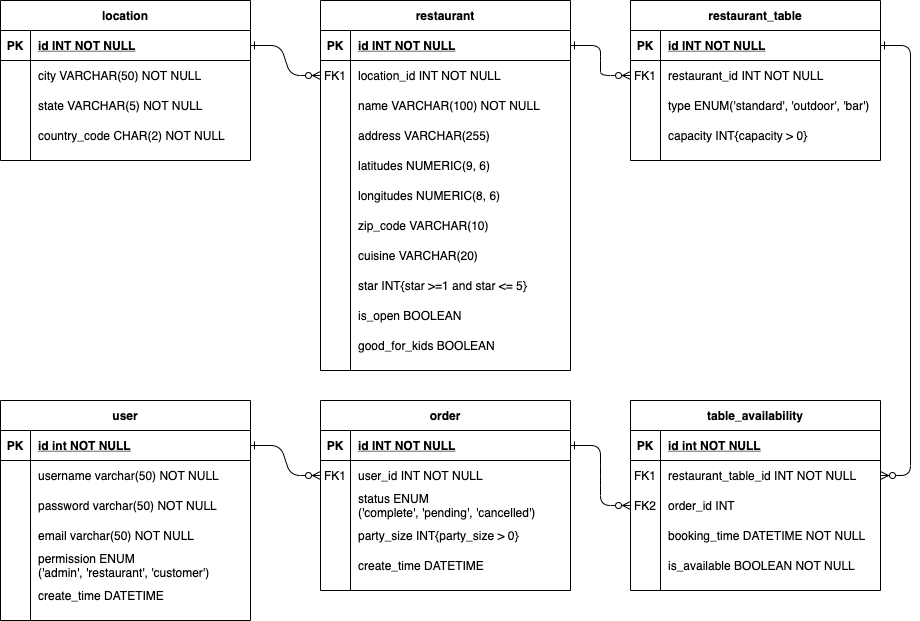 location
PK id INT NOT NULL
city VARCHAR(50) NOT NULL
state VARCHAR(5) NOT NULL
country_code CHAR(2) NOT NULL
restaurant
PK id INT NOT NULL
FK1 location_id INT NOT NULL
name VARCHAR(100) NOT NULL
address VARCHAR(255)
latitudes NUMERIC(9, 6)
longitudes NUMERIC(8, 6)
zip_code VARCHAR(10)
cuisine VARCHAR(20)
star INT{star >=1 and star <= 5}
is_open BOOLEAN
good_for_kids BOOLEAN
restaurant_table
PK id INT NOT NULL
FK1 restaurant_id INT NOT NULL
type ENUM('standard', 'outdoor', 'bar')
capacity INT{capacity > 0}
user
PK id int NOT NULL
username varchar(50) NOT NULL
password varchar(50) NOT NULL
email varchar(50) NOT NULL
permission ENUM
('admin', 'restaurant', 'customer')
create_time DATETIME
order
PK id INT NOT NULL
FK1 user_id INT NOT NULL
status ENUM
('complete', 'pending', 'cancelled')
party_size INT{party_size > 0}
create_time DATETIME
table_availability
PK id int NOT NULL
FK1 restaurant_table_id INT NOT NULL
FK2 order_id INT
booking_time DATETIME NOT NULL
is_available BOOLEAN NOT NULL